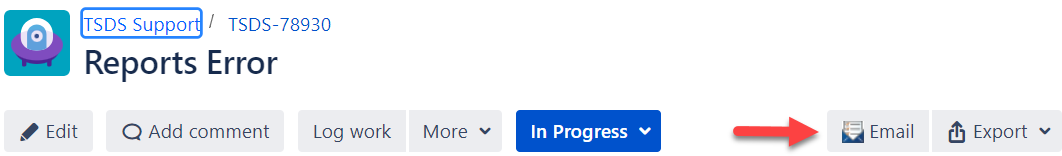 TSDS Support / TSDS-78930
Reports Error
Edit Add comment Log work More In Progress Email Export